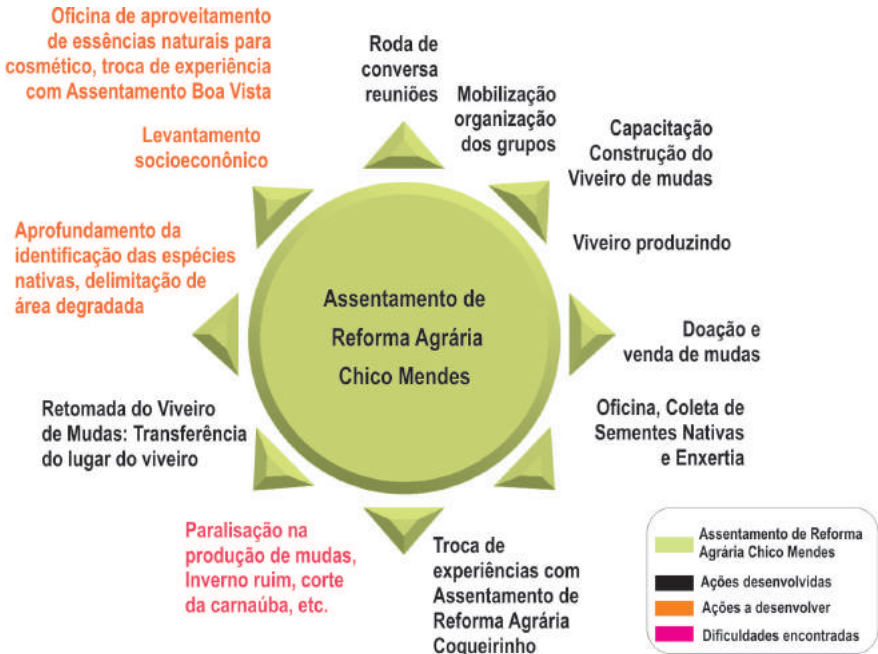 Oficina de aproveitamento
de essências naturais para
cosmético, troca de experiência
com Assentamento Boa Vista
Roda de
conversa
reuniões
Mobilização
organização
dos grupos
Capacitação
Construção do
Viveiro de mudas
Levantamento
socioeconônico
Viveiro produzindo
Aprofundamento da
identificação das espécies
nativas, delimitação de
área degradada
Assentamento de
Reforma Agrária
Chico Mendes
Doação e
venda de mudas
Retomada do Viveiro
de Mudas: Transferência
do lugar do viveiro
Oficina, Coleta de
Sementes Nativas
e Enxertia
Paralisação na
produção de mudas,
Inverno ruim, corte
da carnaúba, etc.
Troca de
experiências com
Assentamento de
Reforma Agrária
Coqueirinho
Assentamento de Reforma
Agrária Chico Mendes
Ações desenvolvidas
Ações a desenvolver
Dificuldades encontradas